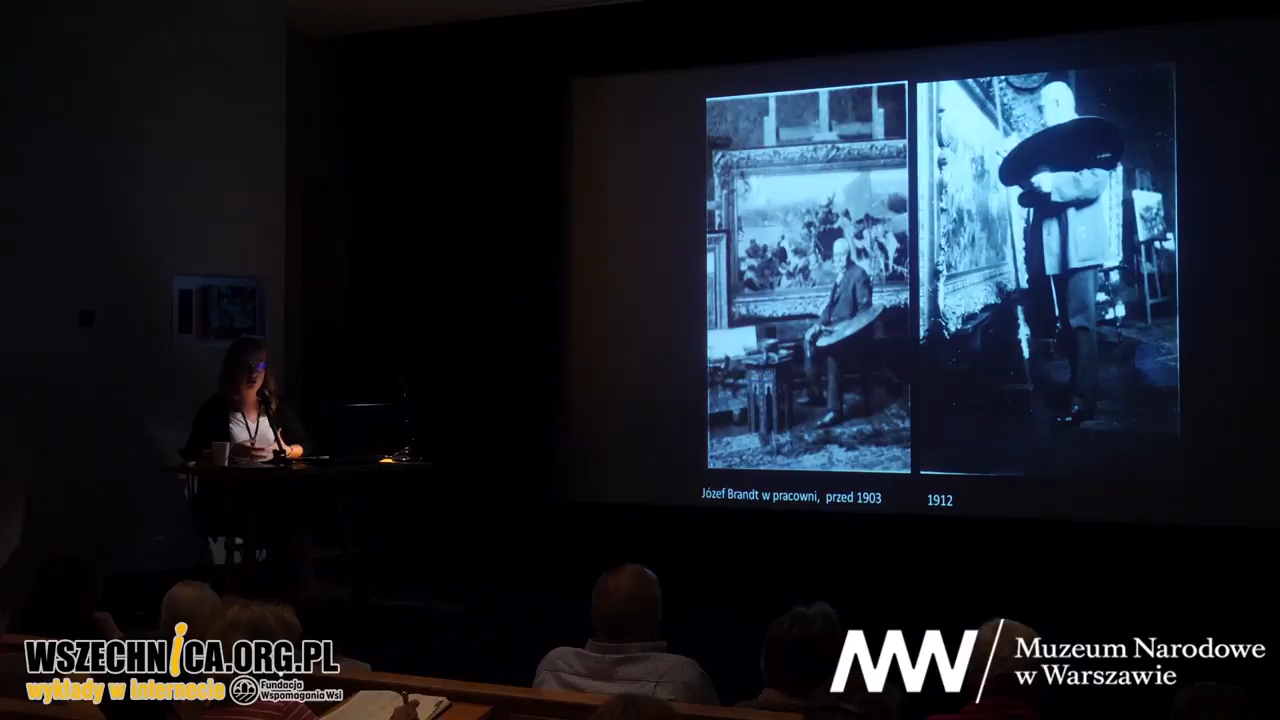 Józef Brandt w pracowni, przed 1903
1912
WSZECHNiCA.ORG.PL
wykłady w internecie
Fundacja
Wspomagania Wsi
Muzeum Narodowe
w Warszawie